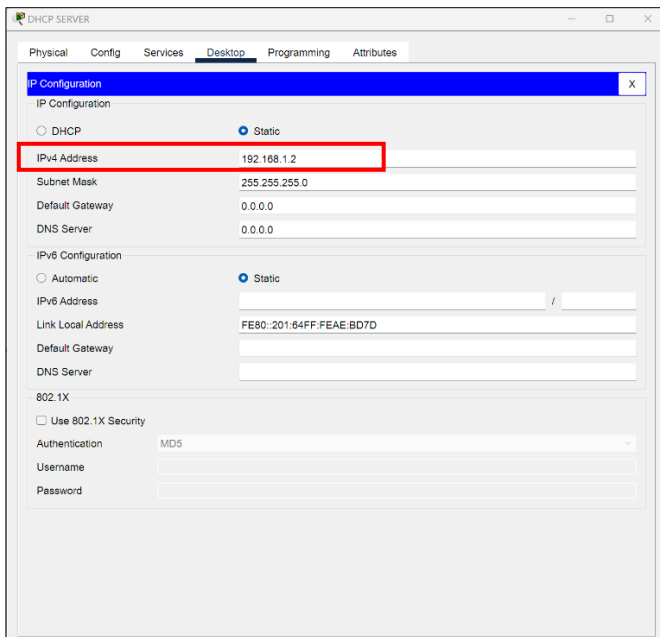 DHCP SERVER
Physical Config Services Desktop Programming Attributes
IP Configuration X
IP Configuration
DHCP Static
IPv4 Address 192.168.1.2
Subnet Mask 255.255.255.0
Default Gateway 0.0.0.0
DNS Server 0.0.0.0
IPv6 Configuration
Automatic Static
IPv6 Address /
Link Local Address FE80::201:64FF:FEAE:BD7D
Default Gateway
DNS Server
802.1X
Use 802.1X Security
Authentication MD5
Username
Password